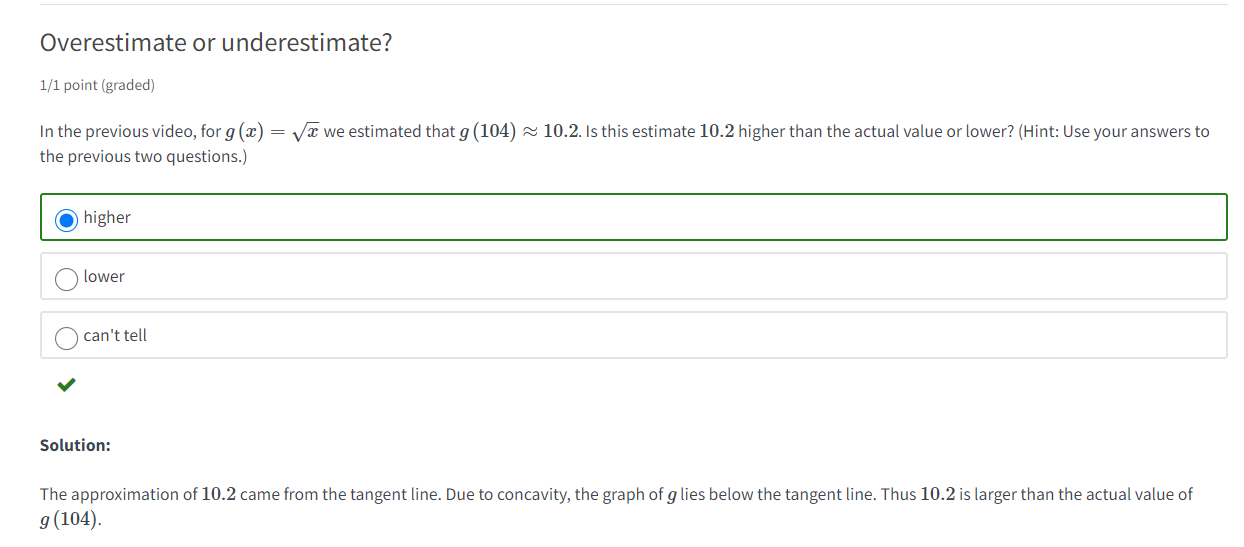 Overestimate or underestimate?
1/1 point (graded)
In the previous video, for g (x) = √x we estimated that g (104) ≈ 10.2. Is this estimate 10.2 higher than the actual value or lower? (Hint: Use your answers to
the previous two questions.)
higher
lower
can't tell
Solution:
The approximation of 10.2 came from the tangent line. Due to concavity, the graph of g lies below the tangent line. Thus 10.2 is larger than the actual value of
g (104).